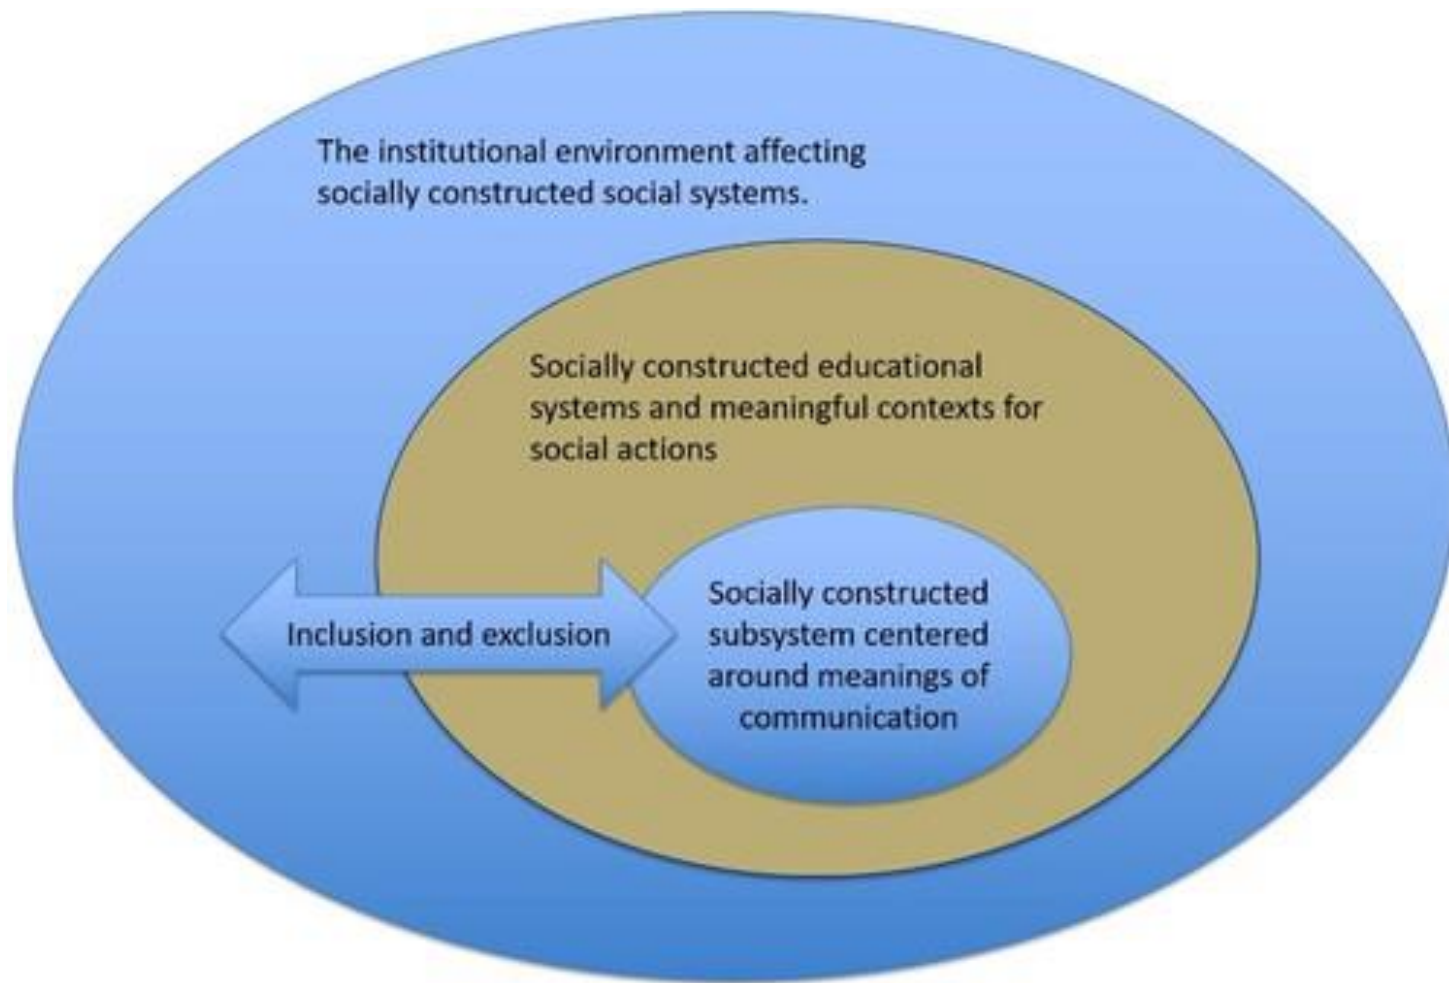 The institutional environment affecting
socially constructed social systems.
Socially constructed educational
systems and meaningful contexts for
social actions
Inclusion and exclusion
Socially constructed
subsystem centered
around meanings of
communication